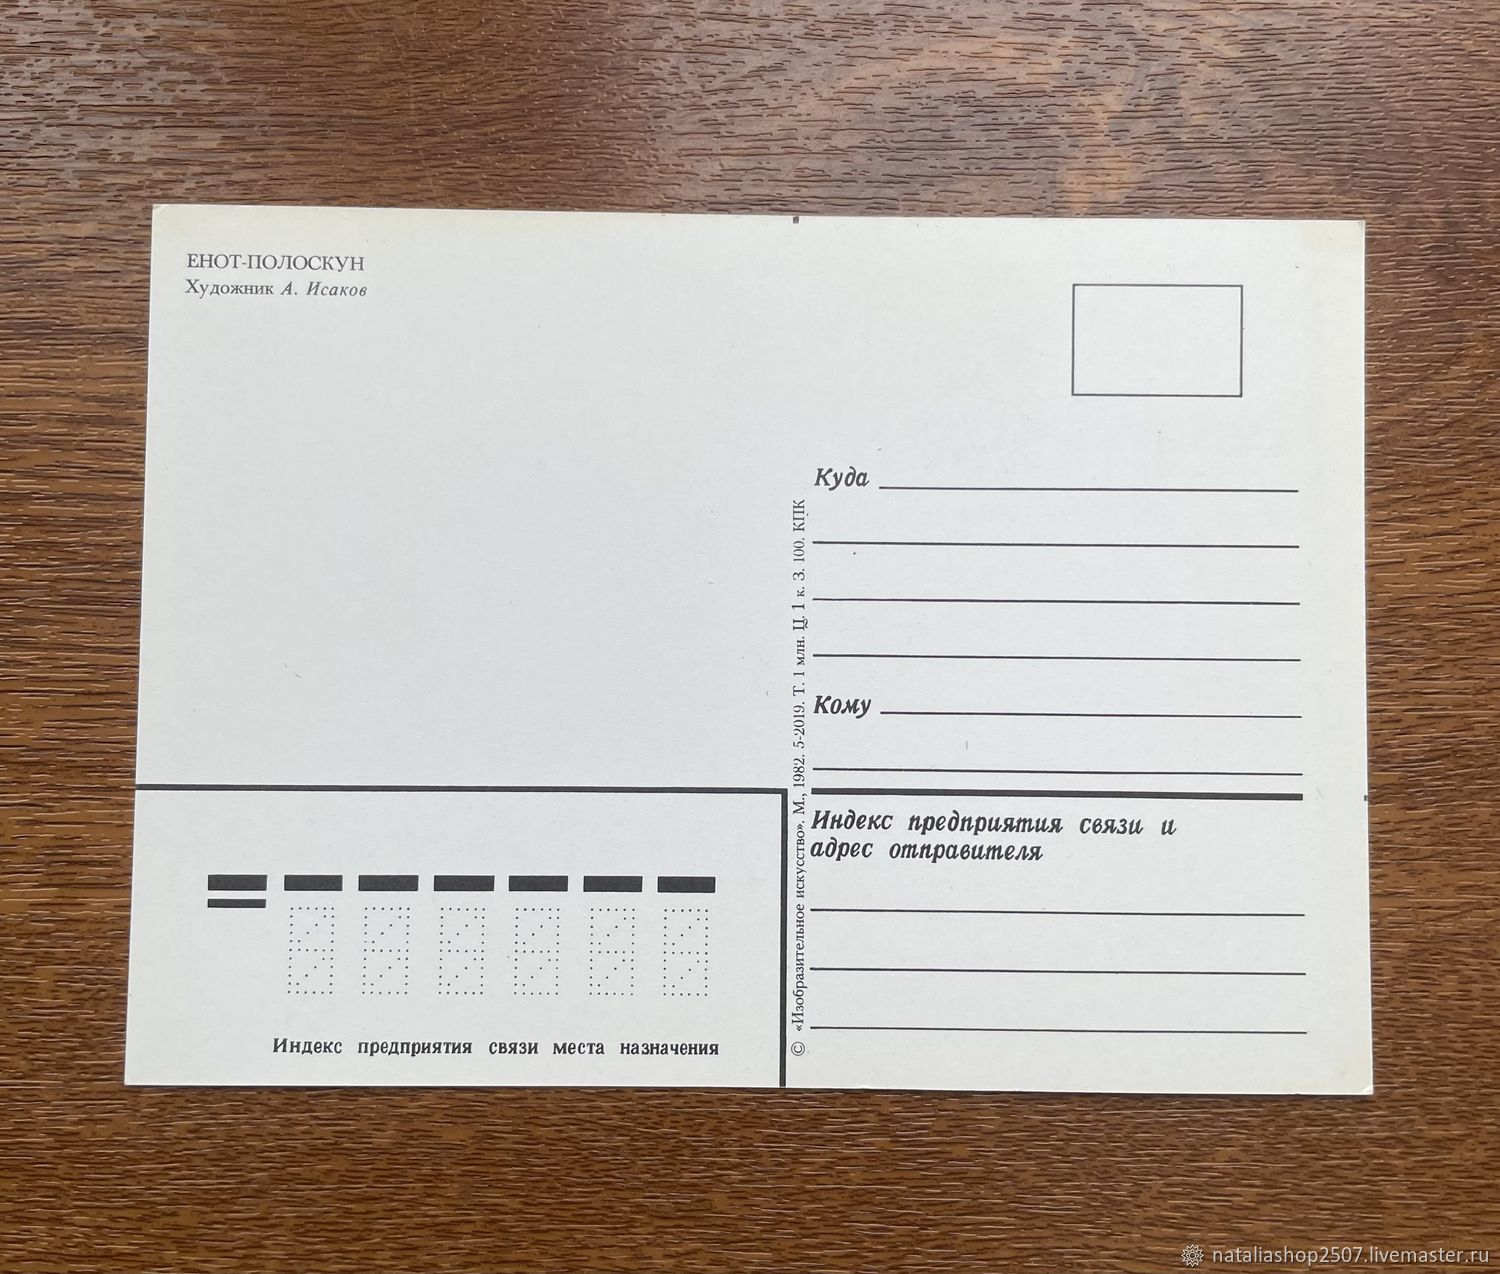 ЕНОТ-ПОЛОСКУН
Художник А. Исаков
Куда
Кому
Индекс предприятия связи и
адрес отправителя
© «Изобразительное искусство». М., 1982. 5-2019. Т. 1 млн. Ц. 1 к. З. 100. КПК
Индекс предприятия связи места назначения
nataliashop2507.livemaster.ru